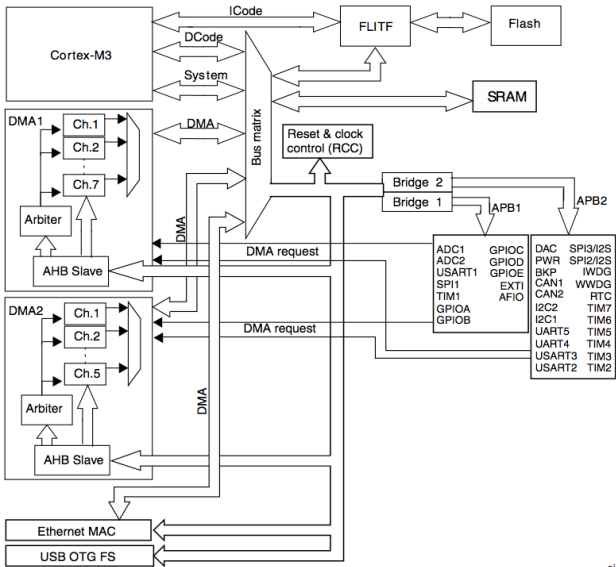 ICode
FLITF
Flash
Cortex-M3
DCode
System
Bus matrix
SRAM
DMA1
Ch.1
Ch.2
Ch.7
DMA
Reset & clock
control (RCC)
Bridge 2
Bridge 1
APB1
APB2
Arbiter
AHB Slave
DMA
DMA request
ADC1 GPIOC
ADC2 GPIOD
USART1 GPIOE
SPI1 EXTI
TIM1 AFIO
GPIOA
GPIOB
DAC SPI3/I2S
PWR SPI2/I2S
BKP IWDG
CAN1 WWDG
CAN2 RTC
I2C2 TIM7
I2C1 TIM6
UART5 TIM5
UART4 TIM4
USART3 TIM3
USART2 TIM2
DMA2
Ch.1
Ch.2
Ch.5
DMA request
Arbiter
AHB Slave
DMA
Ethernet MAC
USB OTG FS